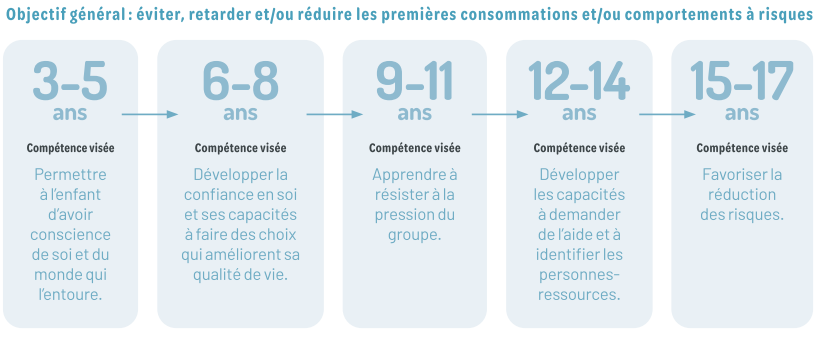 Objectif général : éviter, retarder et/ou réduire les premières consommations et/ou comportements à risques
3–5
ans
Compétence visée
Permettre
à l'enfant
d'avoir
conscience
de soi et du
monde qui
l'entoure.
6–8
ans
Compétence visée
Développer la
confiance en soi
et ses capacités
à faire des choix
qui améliorent sa
qualité de vie.
9–11
ans
Compétence visée
Apprendre à
résister à la
pression du
groupe.
12–14
ans
Compétence visée
Développer
les capacités
à demander
de l'aide et à
identifier les
personnes-
ressources.
15–17
ans
Compétence visée
Favoriser la
réduction
des risques.